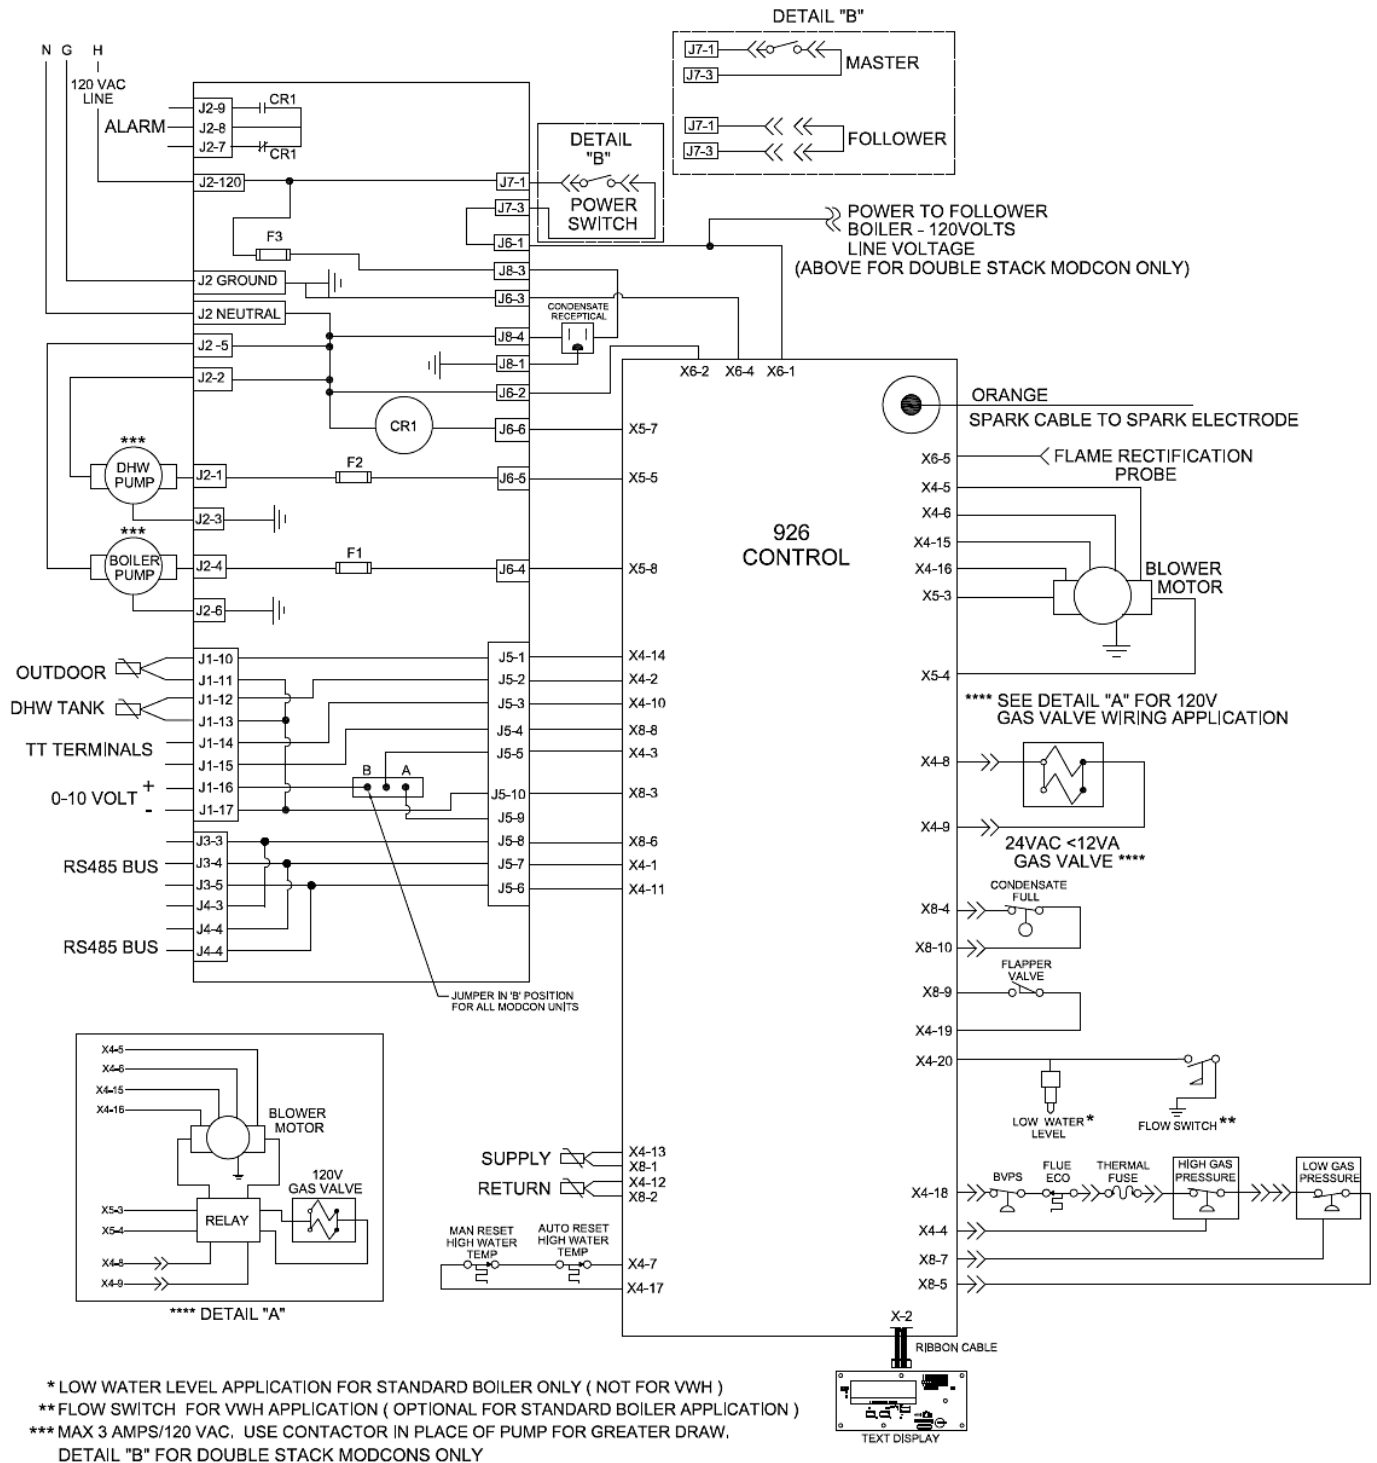 DETAIL "B"
J7-1
J7-3
MASTER
J7-1
J7-3
FOLLOWER
N G H
120 VAC
LINE
ALARM
J2-9
J2-8
J2-7
CR1
CR1
J2-120
F3
J2 GROUND
J2 NEUTRAL
J2 -5
J2-2
J7-1
J7-3
J6-1
J8-3
J6-3
J8-4
J8-1
J6-2
J6-6
CR1
DETAIL
"B"
POWER
SWITCH
CONDENSATE
RECEPTICAL
POWER TO FOLLOWER
BOILER - 120VOLTS
LINE VOLTAGE
(ABOVE FOR DOUBLE STACK MODCON ONLY)
X6-2 X6-4 X6-1
ORANGE
SPARK CABLE TO SPARK ELECTRODE
X6-5
FLAME RECTIFICATION
PROBE
***
DHW
PUMP
J2-1
F2
J6-5
J2-3
***
BOILER
PUMP
J2-4
F1
J6-4
J2-6
X5-7
X5-5
X5-8
926
CONTROL
X4-5
X4-6
X4-15
X4-16
X5-3
X5-4
BLOWER
MOTOR
OUTDOOR
DHW TANK
TT TERMINALS
0-10 VOLT +
-
RS485 BUS
RS485 BUS
J1-10
J1-11
J1-12
J1-13
J1-14
J1-15
J1-16
J1-17
J3-3
J3-4
J3-5
J4-3
J4-4
J4-4
B A
J5-1
J5-2
J5-3
J5-4
J5-5
J5-10
J5-9
J5-8
J5-7
J5-6
X4-14
X4-2
X4-10
X8-8
X4-3
X8-3
X8-6
X4-1
X4-11
JUMPER IN 'B' POSITION
FOR ALL MODCON UNITS
**** SEE DETAIL "A" FOR 120V
GAS VALVE WIRING APPLICATION
X4-8
X4-9
24VAC <12VA
GAS VALVE ****
CONDENSATE
FULL
X8-4
X8-10
FLAPPER
VALVE
X8-9
X4-19
X4-20
LOW WATER *
LEVEL
FLOW SWITCH **
X4-5
X4-6
X4-15
X4-16
BLOWER
MOTOR
120V
GAS VALVE
X5-3
X5-4
RELAY
X4-8
X4-9
**** DETAIL "A"
SUPPLY
RETURN
X4-13
X8-1
X4-12
X8-2
MAN RESET
HIGH WATER
TEMP
AUTO RESET
HIGH WATER
TEMP
X4-7
X4-17
BVPS
FLUE
ECO
THERMAL
FUSE
HIGH GAS
PRESSURE
LOW GAS
PRESSURE
X4-18
X4-4
X8-7
X8-5
X-2
RIBBON CABLE
TEXT DISPLAY
* LOW WATER LEVEL APPLICATION FOR STANDARD BOILER ONLY ( NOT FOR VWH )
** FLOW SWITCH FOR VWH APPLICATION ( OPTIONAL FOR STANDARD BOILER APPLICATION )
*** MAX 3 AMPS/120 VAC. USE CONTACTOR IN PLACE OF PUMP FOR GREATER DRAW.
DETAIL "B" FOR DOUBLE STACK MODCONS ONLY